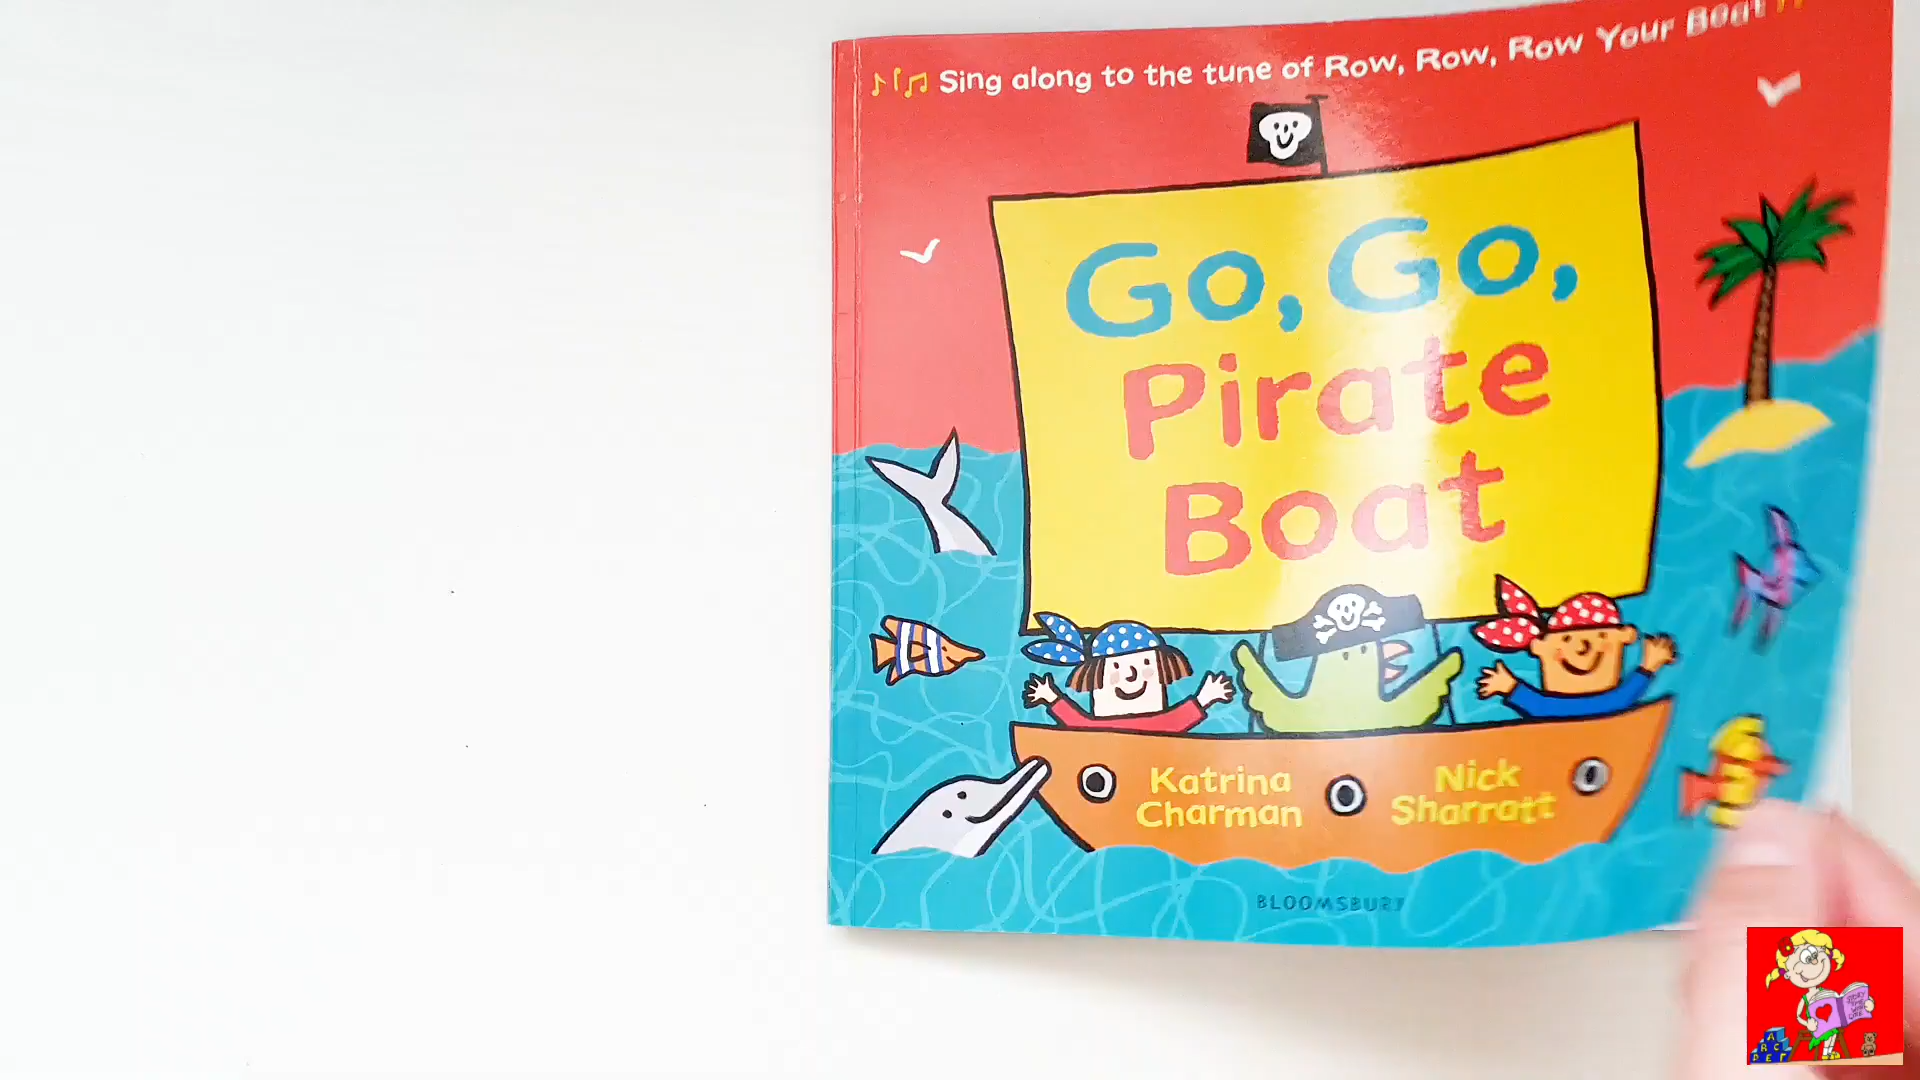 Sing along to the tune of Row, Row, Row Your Boat
Go, Go,
Pirate
Boat
Katrina
Charman
Nick
Sharratt
BLOOMSBURY